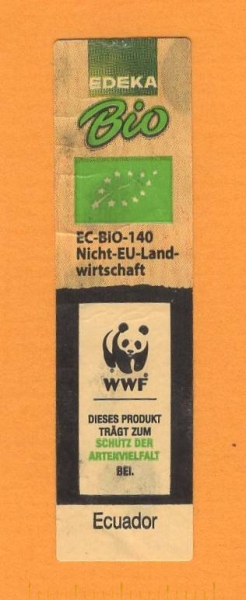 EDEKA
Bio
EC-BIO-140
Nicht-EU-Land-
wirtschaft
WWF
DIESES PRODUKT
TRÄGT ZUM
SCHUTZ DER
ARTENVIELFALT
BEI.
Ecuador